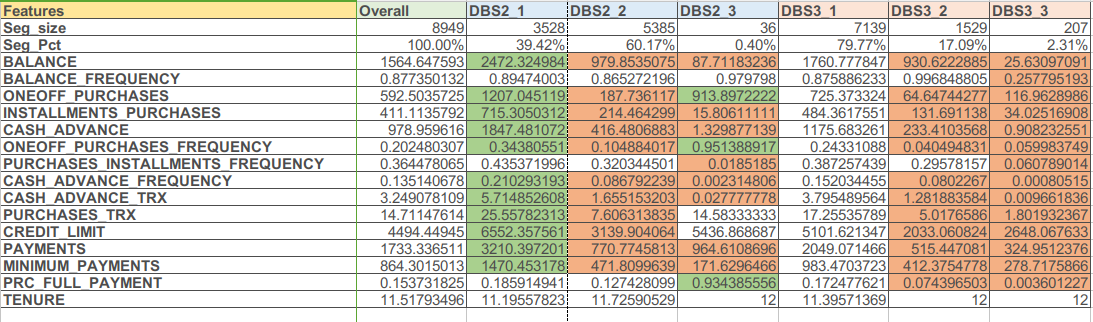 Features Overall DBS2_1 DBS2_2 DBS2_3 DBS3_1 DBS3_2 DBS3_3
Seg_size 8949 3528 5385 36 7139 1529 207
Seg_Pct 100.00% 39.42% 60.17% 0.40% 79.77% 17.09% 2.31%
BALANCE 1564.647593 2472.324984 979.8535075 87.71183236 1760.777847 930.6222885 25.63097091
BALANCE_FREQUENCY 0.877350132 0.89474003 0.865272196 0.979798 0.875886233 0.996848805 0.257795193
ONEOFF_PURCHASES 592.5035725 1207.045119 187.736117 913.8972222 725.373324 64.64744277 116.9628986
INSTALLMENTS_PURCHASES 411.1135792 715.3050312 214.464299 15.80611111 484.3617551 131.691138 34.02516908
CASH_ADVANCE 978.959616 1847.481072 416.4806883 1.329877139 1175.683261 233.4103568 0.908232551
ONEOFF_PURCHASES_FREQUENCY 0.202480307 0.34380551 0.104884017 0.951388917 0.24331088 0.040494831 0.059983749
PURCHASES_INSTALLMENTS_FREQUENCY 0.364478065 0.435371996 0.320344501 0.0185185 0.387257439 0.29578157 0.060789014
CASH_ADVANCE_FREQUENCY 0.135140678 0.210293193 0.086792239 0.002314806 0.152034455 0.0802267 0.00080515
CASH_ADVANCE_TRX 3.249078109 5.714852608 1.655153203 0.027777778 3.795489564 1.281883584 0.009661836
PURCHASES_TRX 14.71147614 25.55782313 7.606313835 14.58333333 17.25535789 5.0176586 1.801932367
CREDIT_LIMIT 4494.44945 6552.357561 3139.904064 5436.868687 5101.621347 2033.060824 2648.067633
PAYMENTS 1733.336511 3210.397201 770.7745813 964.6108696 2049.071466 515.447081 324.9512376
MINIMUM_PAYMENTS 864.3015013 1470.453178 471.8099639 171.6296466 983.4703723 412.3754778 278.7175866
PRC_FULL_PAYMENT 0.153731825 0.185914941 0.127428099 0.934385556 0.172477621 0.074396503 0.003601227
TENURE 11.51793496 11.19557823 11.72590529 12 11.39571369 12 12